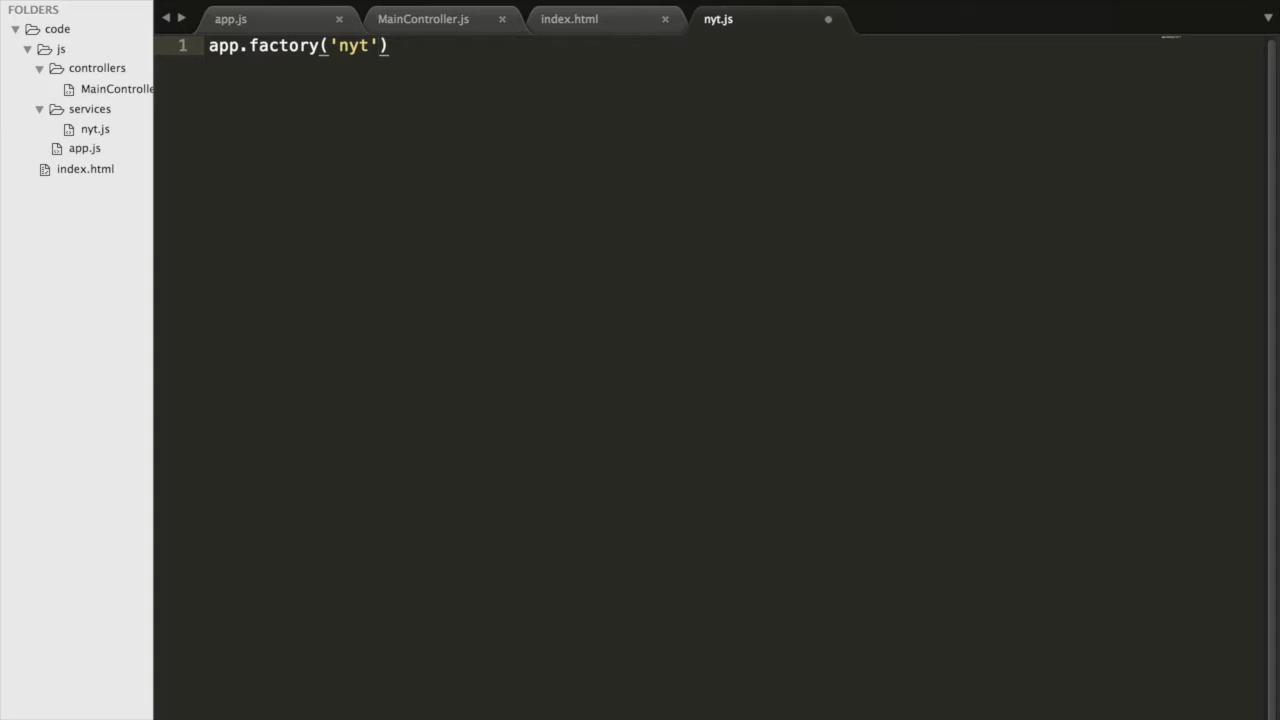 FOLDERS
code
js
controllers
MainControlle
services
nyt.js
app.js
index.html
app.js
MainController.js
index.html
nyt.js
1 app.factory('nyt')